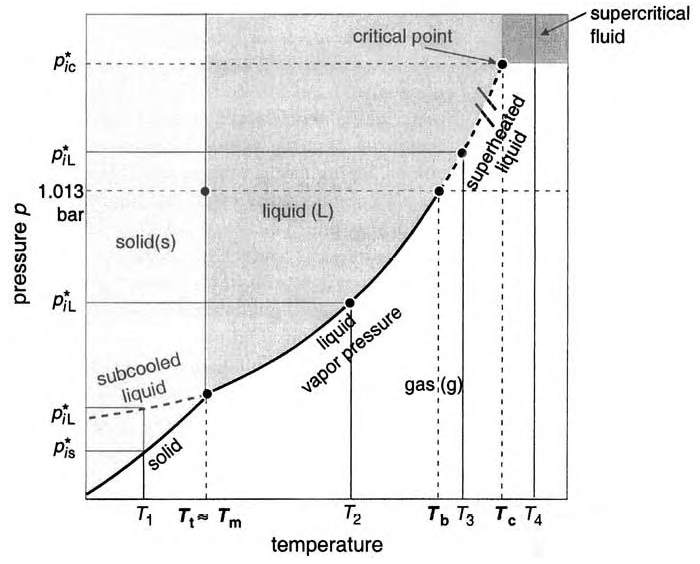 supercritical
fluid
critical point
p*ic
p*iL
superheated
liquid
1.013
bar
liquid (L)
solid(s)
pressure p
p*iL
liquid
vapor pressure
subcooled
liquid
gas (g)
p*iL
p*is
solid
T1 Tt ≈ Tm T2 Tb T3 Tc T4
temperature